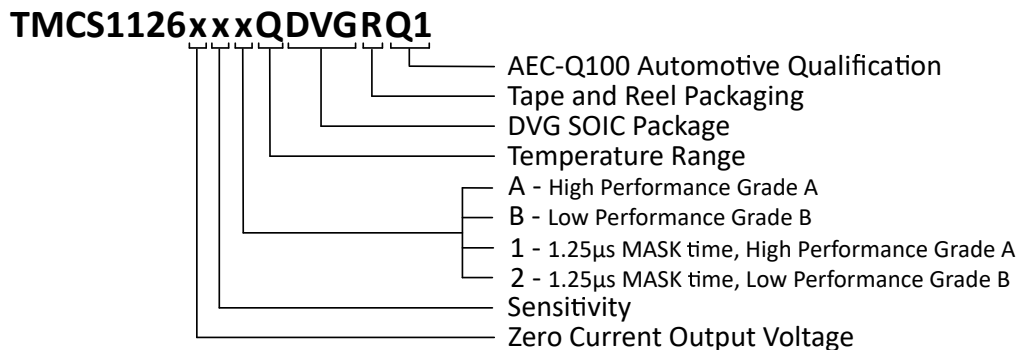 TMCS1126xxxQDVGRQ1
AEC-Q100 Automotive Qualification
Tape and Reel Packaging
DVG SOIC Package
Temperature Range
A - High Performance Grade A
B - Low Performance Grade B
1 - 1.25μs MASK time, High Performance Grade A
2 - 1.25μs MASK time, Low Performance Grade B
Sensitivity
Zero Current Output Voltage